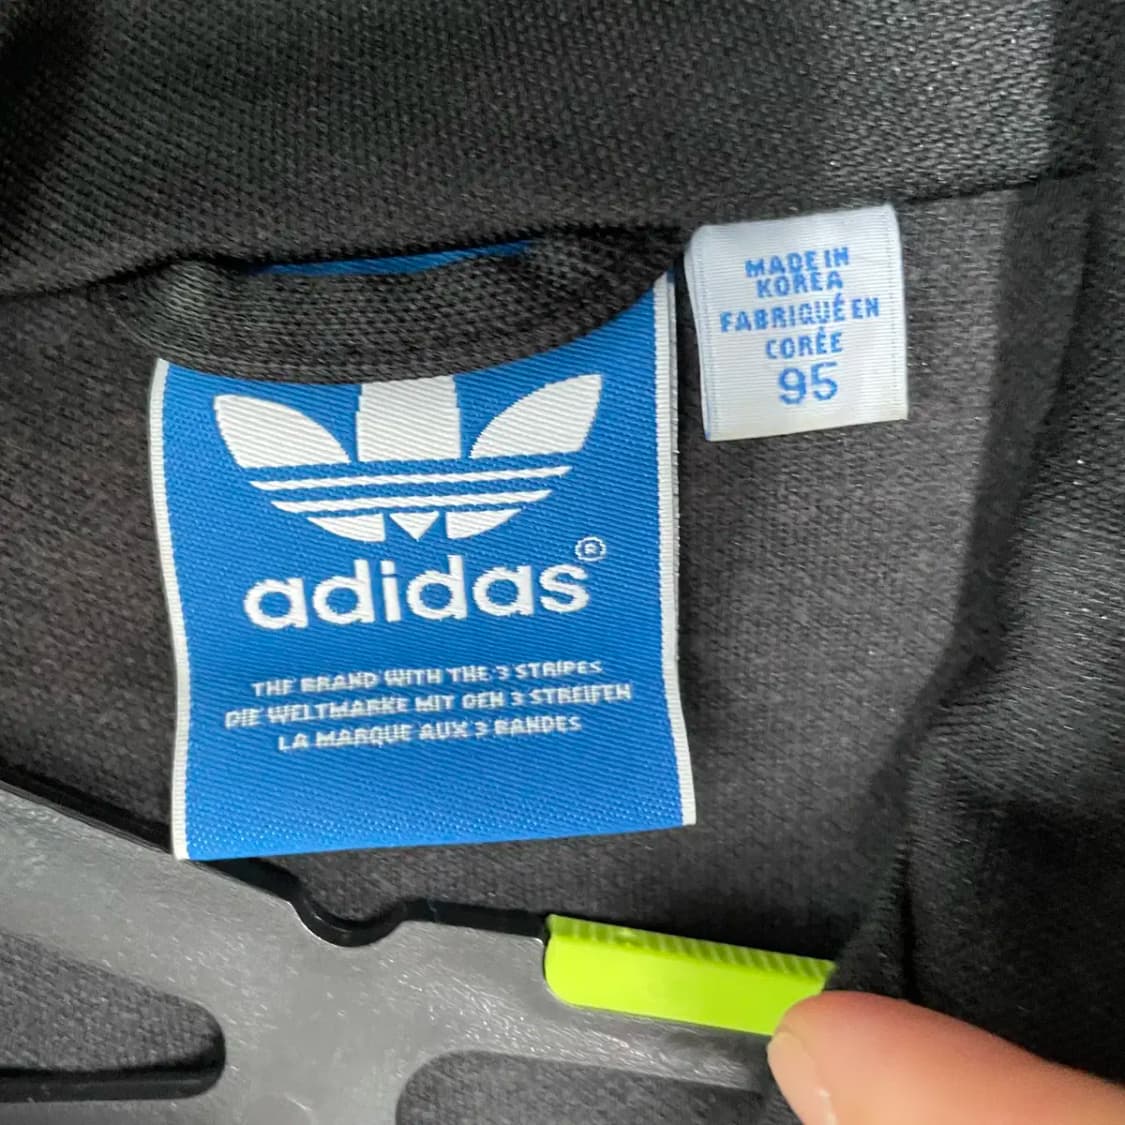 adidas®
THE BRAND WITH THE 3 STRIPES
DIE WELTMARKE MIT DEN 3 STREIFEN
LA MARQUE AUX 3 BANDES
MADE IN
KOREA
FABRIQUÉ EN
CORÉE
95